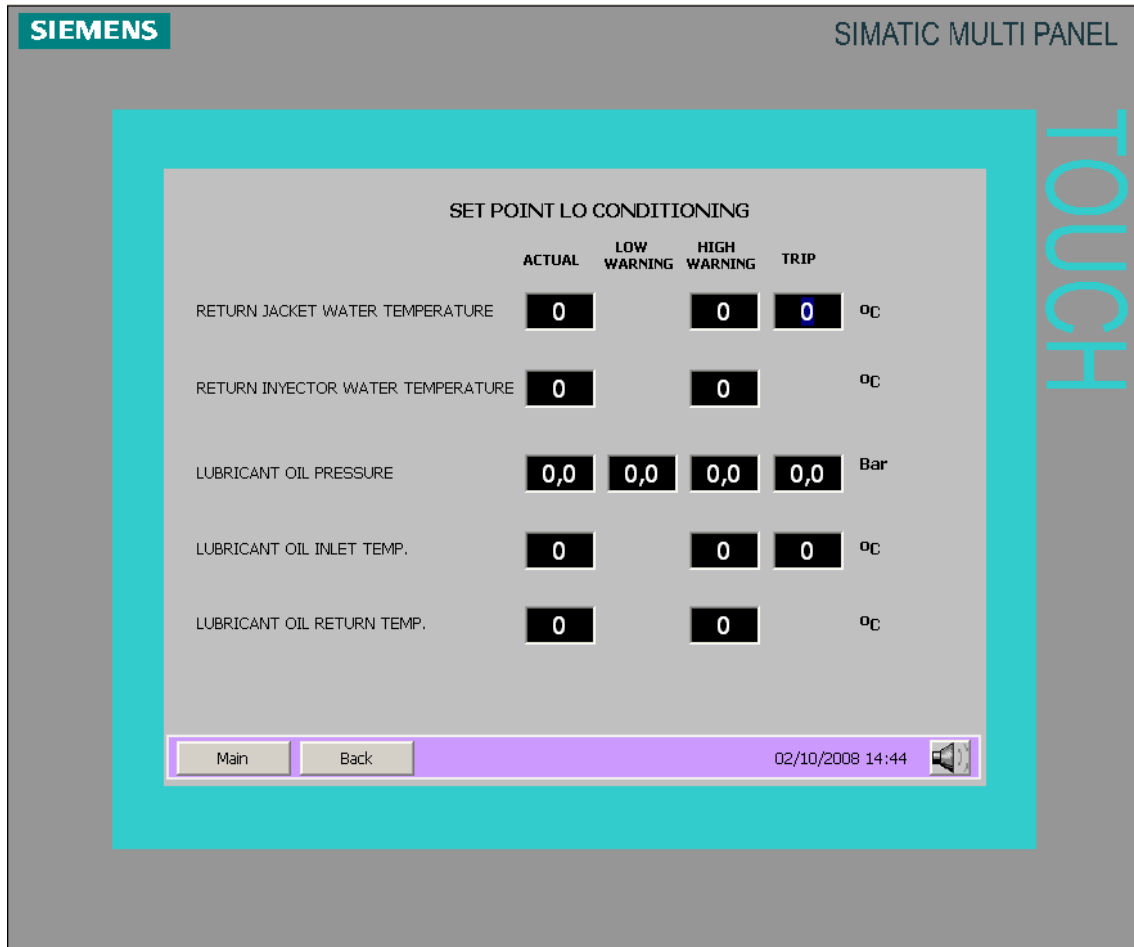 SIEMENS
SIMATIC MULTI PANEL
TOUCH
SET POINT LO CONDITIONING
ACTUAL LOW WARNING HIGH WARNING TRIP
RETURN JACKET WATER TEMPERATURE 0 0 0 ºC
RETURN INYECTOR WATER TEMPERATURE 0 0 ºC
LUBRICANT OIL PRESSURE 0,0 0,0 0,0 0,0 Bar
LUBRICANT OIL INLET TEMP. 0 0 0 ºC
LUBRICANT OIL RETURN TEMP. 0 0 ºC
Main Back 02/10/2008 14:44